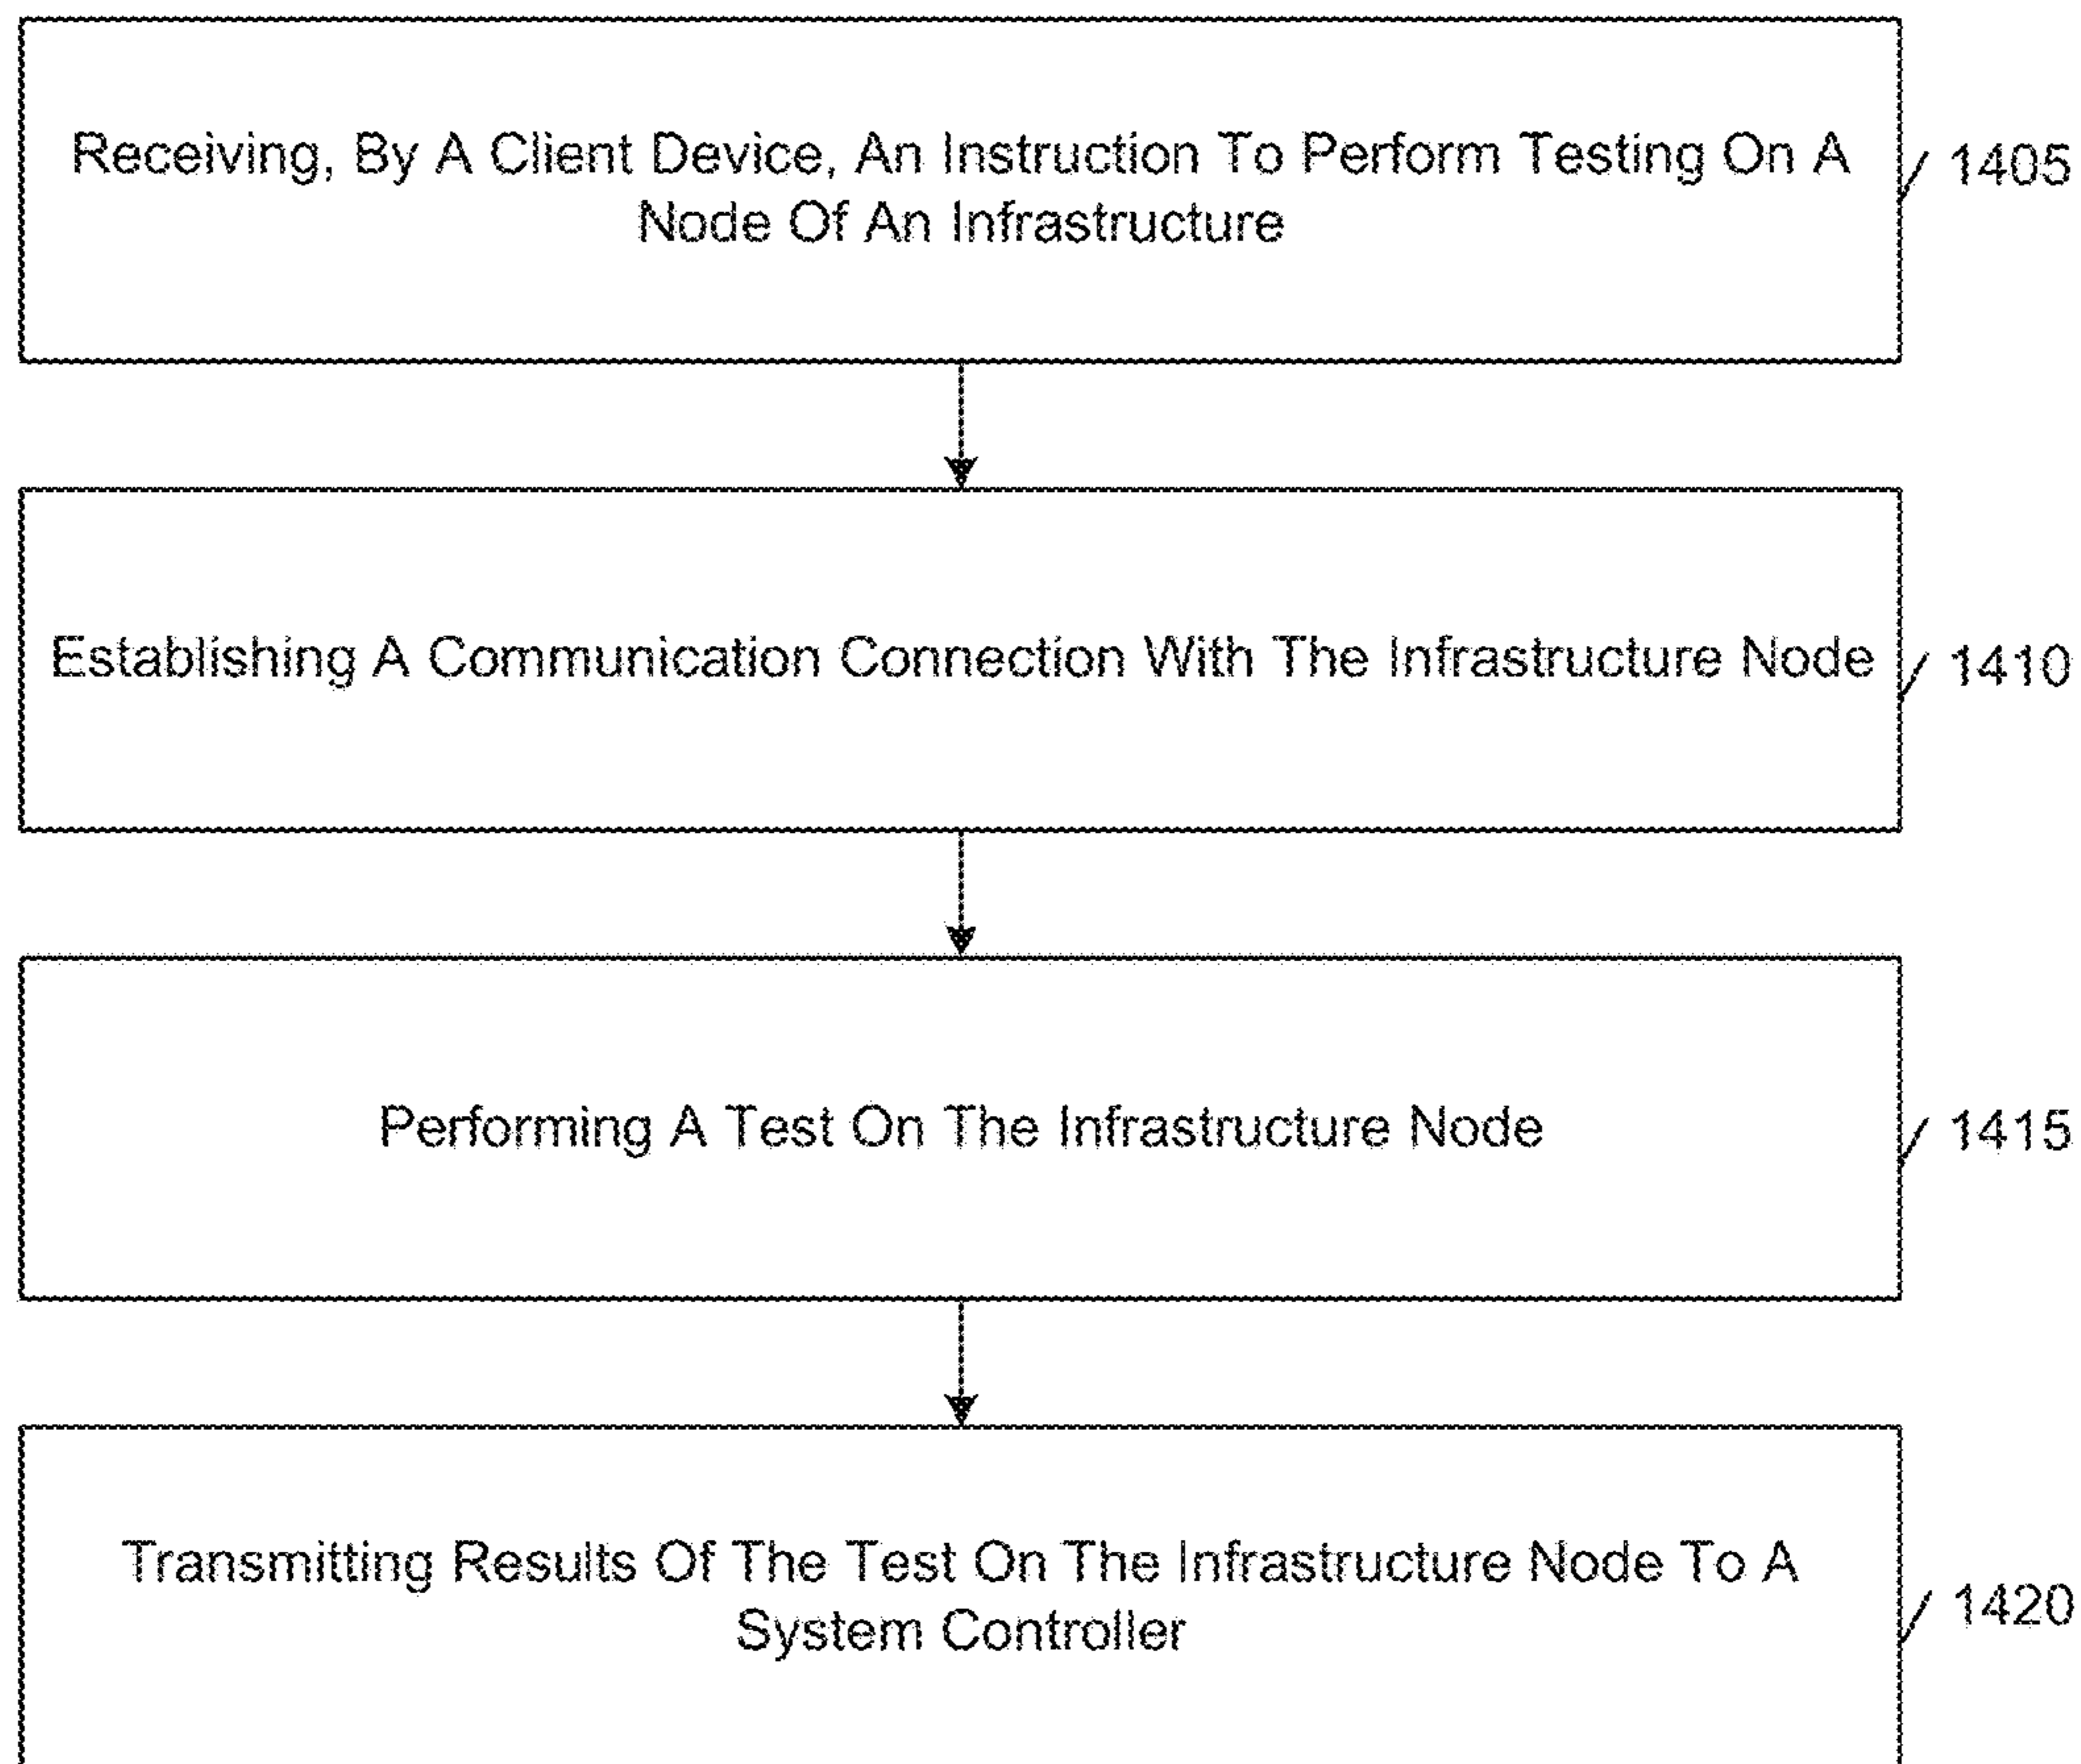 Receiving, By A Client Device, An Instruction To Perform Testing On A
Node Of An Infrastructure
1405
Establishing A Communication Connection With The Infrastructure Node
1410
Performing A Test On The Infrastructure Node
1415
Transmitting Results Of The Test On The Infrastructure Node To A
System Controller
1420